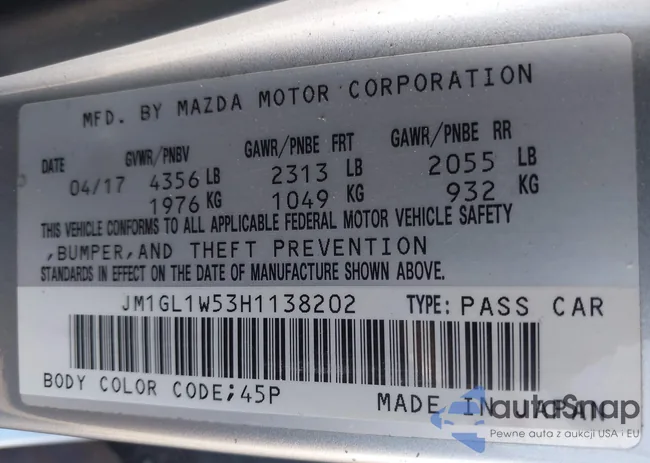 MFD. BY MAZDA MOTOR CORPORATION
DATE GVWR/PNBV GAWR/PNBE FRT GAWR/PNBE RR
04/17 4356 LB 2313 LB 2055 LB
1976 KG 1049 KG 932 KG
THIS VEHICLE CONFORMS TO ALL APPLICABLE FEDERAL MOTOR VEHICLE SAFETY
,BUMPER,AND THEFT PREVENTION
STANDARDS IN EFFECT ON THE DATE OF MANUFACTURE SHOWN ABOVE.
JM1GL1W53H1138202 TYPE: PASS CAR
BODY COLOR CODE;45P MADE IN JAPAN
AutoSnap
Pewne auta z aukcji USA i EU